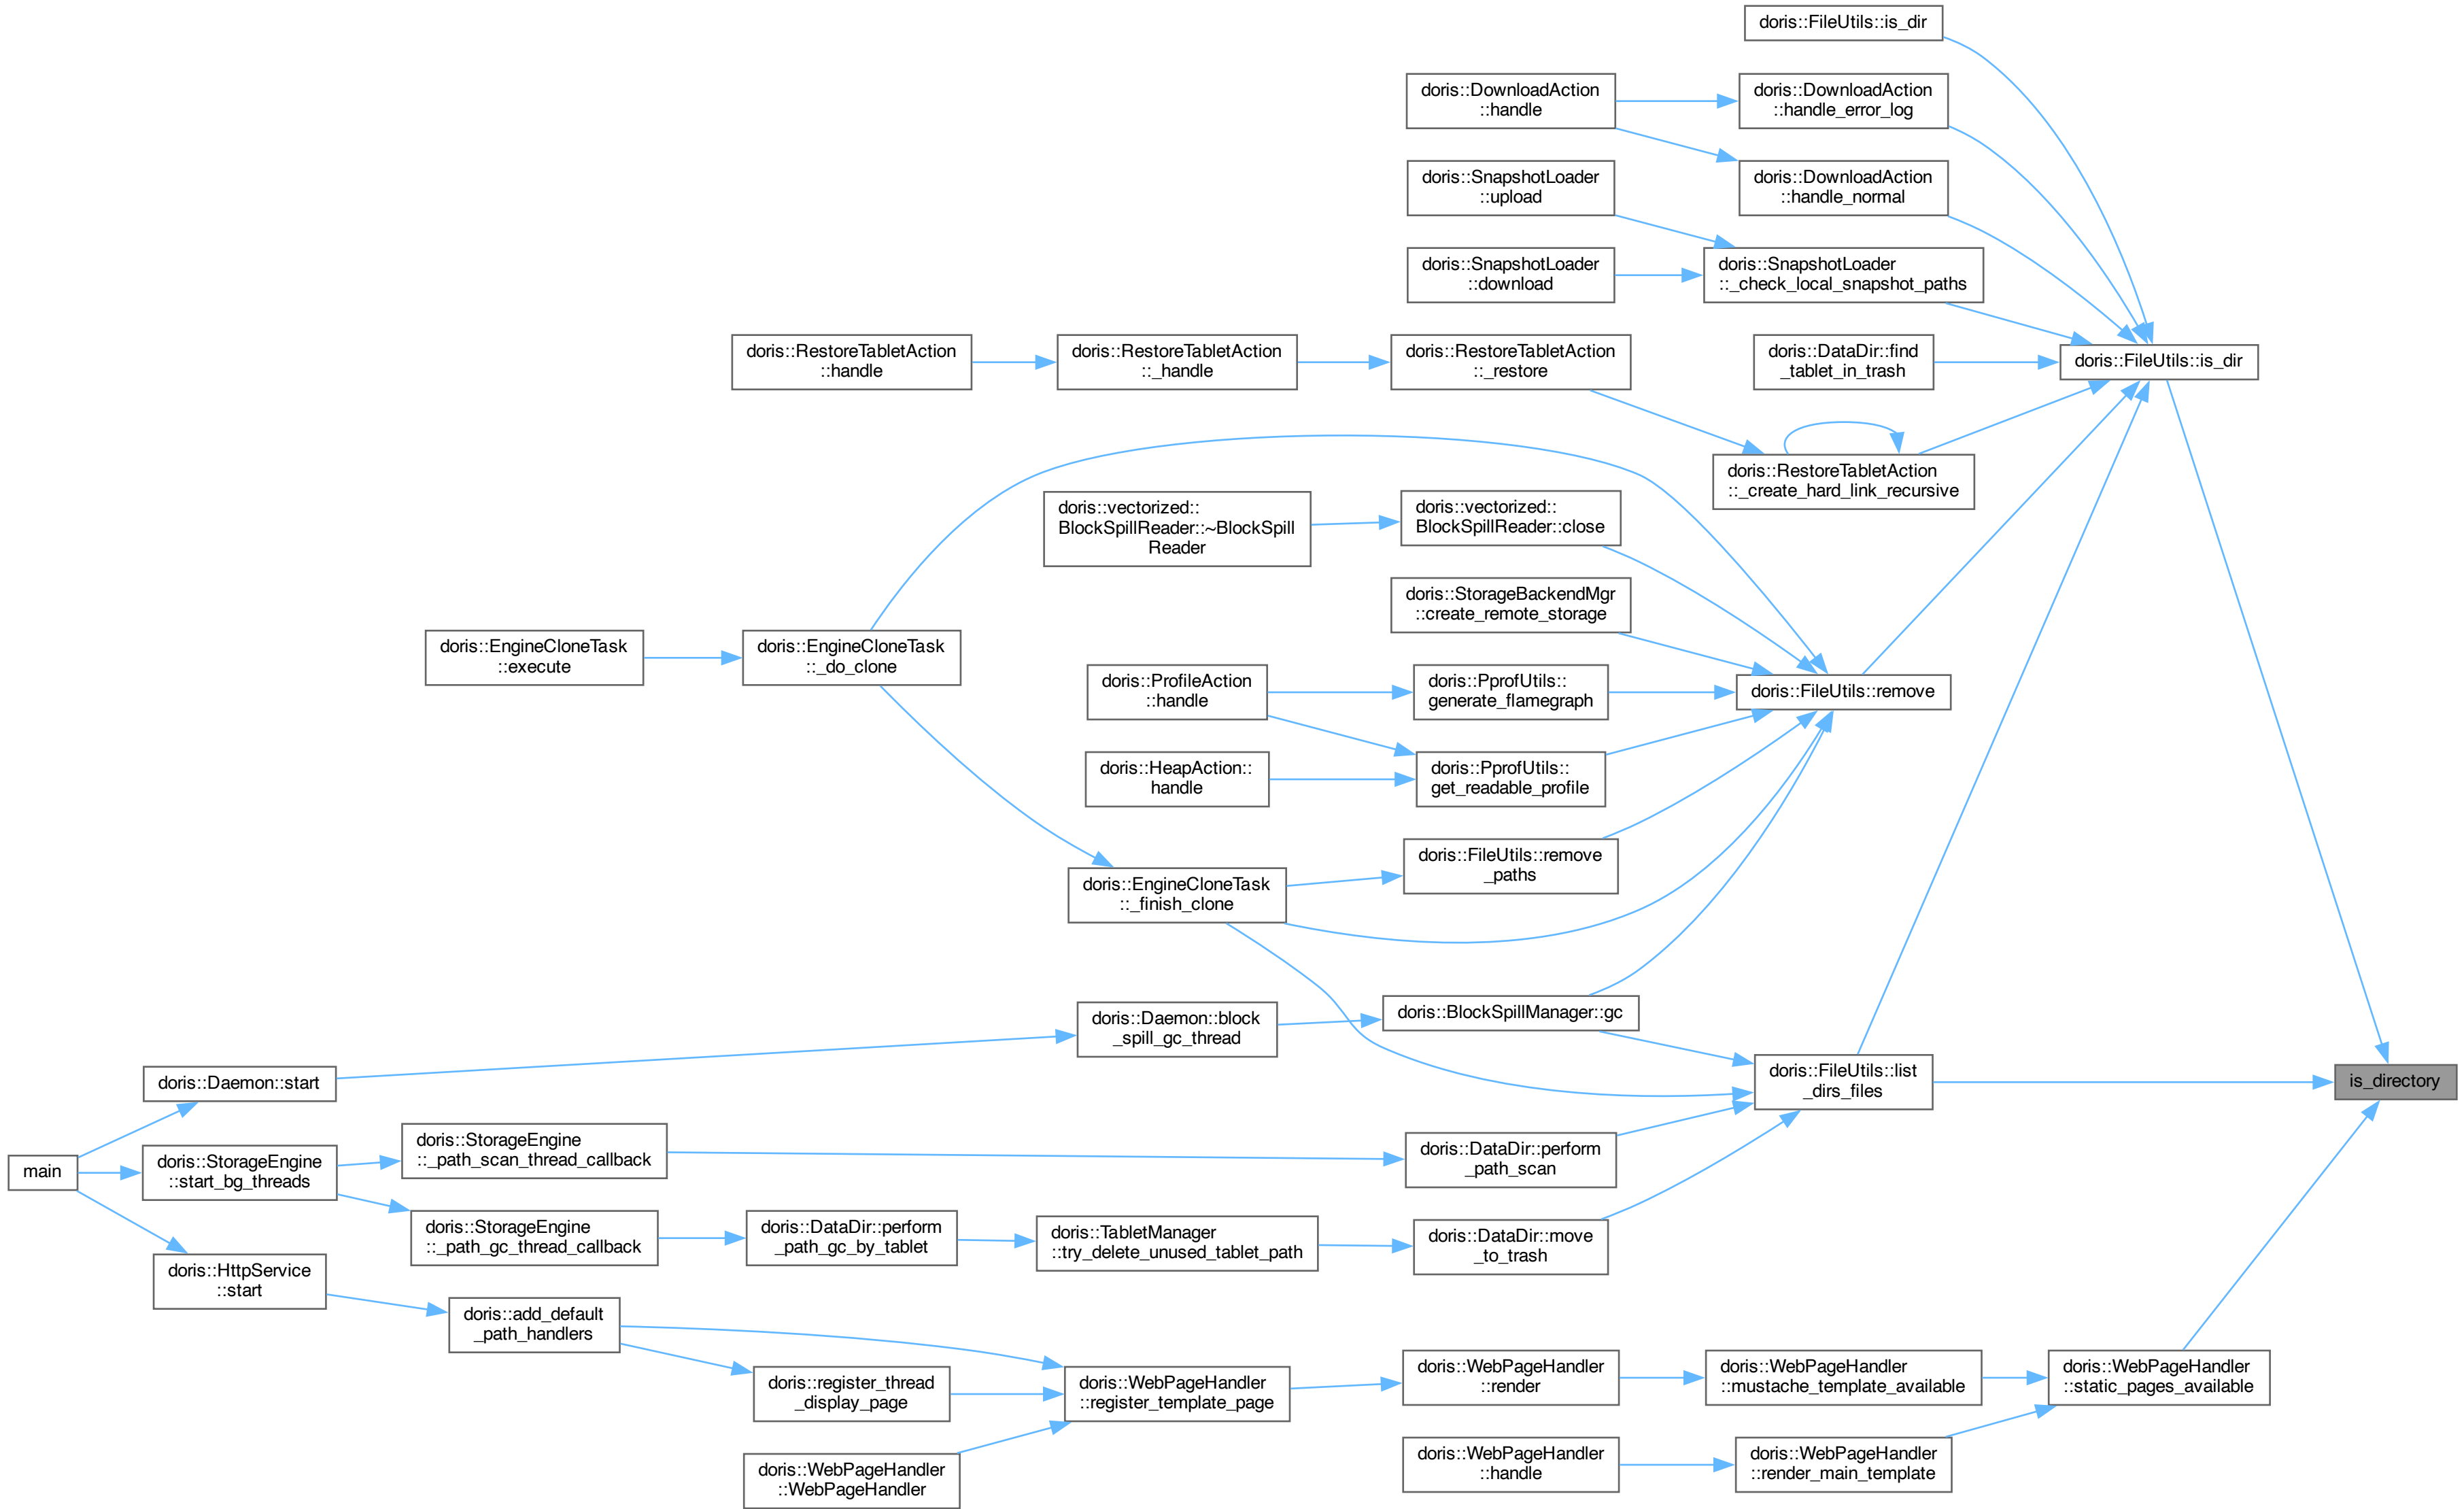 doris::FileUtils::is_dir
doris::DownloadAction
::handle
doris::DownloadAction
::handle_error_log
doris::SnapshotLoader
::upload
doris::DownloadAction
::handle_normal
doris::SnapshotLoader
::download
doris::SnapshotLoader
::_check_local_snapshot_paths
doris::RestoreTabletAction
::handle
doris::RestoreTabletAction
::_handle
doris::RestoreTabletAction
::_restore
doris::DataDir::find
_tablet_in_trash
doris::FileUtils::is_dir
doris::RestoreTabletAction
::_create_hard_link_recursive
doris::vectorized::
BlockSpillReader::~BlockSpill
Reader
doris::vectorized::
BlockSpillReader::close
doris::StorageBackendMgr
::create_remote_storage
doris::EngineCloneTask
::execute
doris::EngineCloneTask
::_do_clone
doris::ProfileAction
::handle
doris::PprofUtils::
generate_flamegraph
doris::FileUtils::remove
doris::HeapAction::
handle
doris::PprofUtils::
get_readable_profile
doris::FileUtils::remove
_paths
doris::EngineCloneTask
::_finish_clone
doris::Daemon::block
_spill_gc_thread
doris::BlockSpillManager::gc
doris::Daemon::start
doris::FileUtils::list
_dirs_files
is_directory
main
doris::StorageEngine
::start_bg_threads
doris::StorageEngine
::_path_scan_thread_callback
doris::DataDir::perform
_path_scan
doris::StorageEngine
::_path_gc_thread_callback
doris::DataDir::perform
_path_gc_by_tablet
doris::TabletManager
::try_delete_unused_tablet_path
doris::DataDir::move
_to_trash
doris::HttpService
::start
doris::add_default
_path_handlers
doris::register_thread
_display_page
doris::WebPageHandler
::register_template_page
doris::WebPageHandler
::render
doris::WebPageHandler
::mustache_template_available
doris::WebPageHandler
::static_pages_available
doris::WebPageHandler
::WebPageHandler
doris::WebPageHandler
::handle
doris::WebPageHandler
::render_main_template